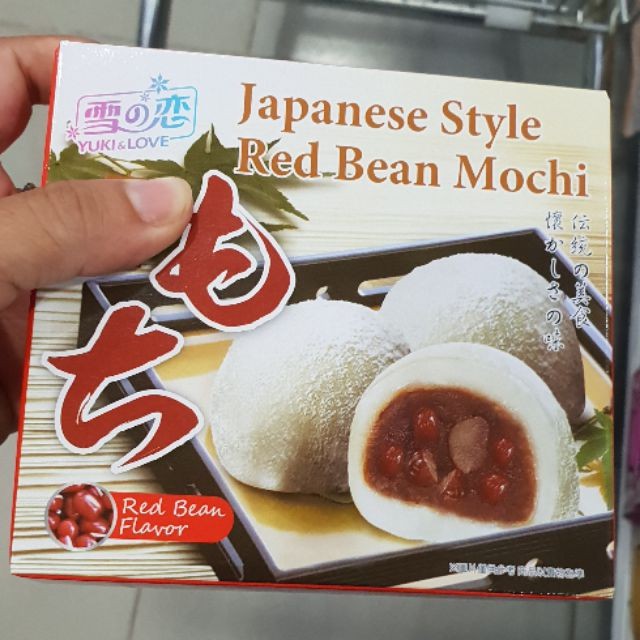 雪の恋
YUKI & LOVE
Japanese Style
Red Bean Mochi
伝統の美食
懐かしさの味
もち
Red Bean
Flavor